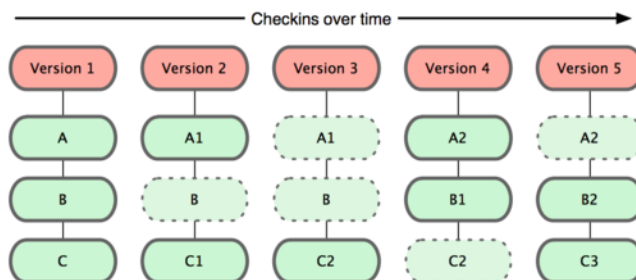 Checkins over time
Version 1 Version 2 Version 3 Version 4 Version 5
A A1 A1 A2 A2
B B B B1 B2
C C1 C2 C2 C3